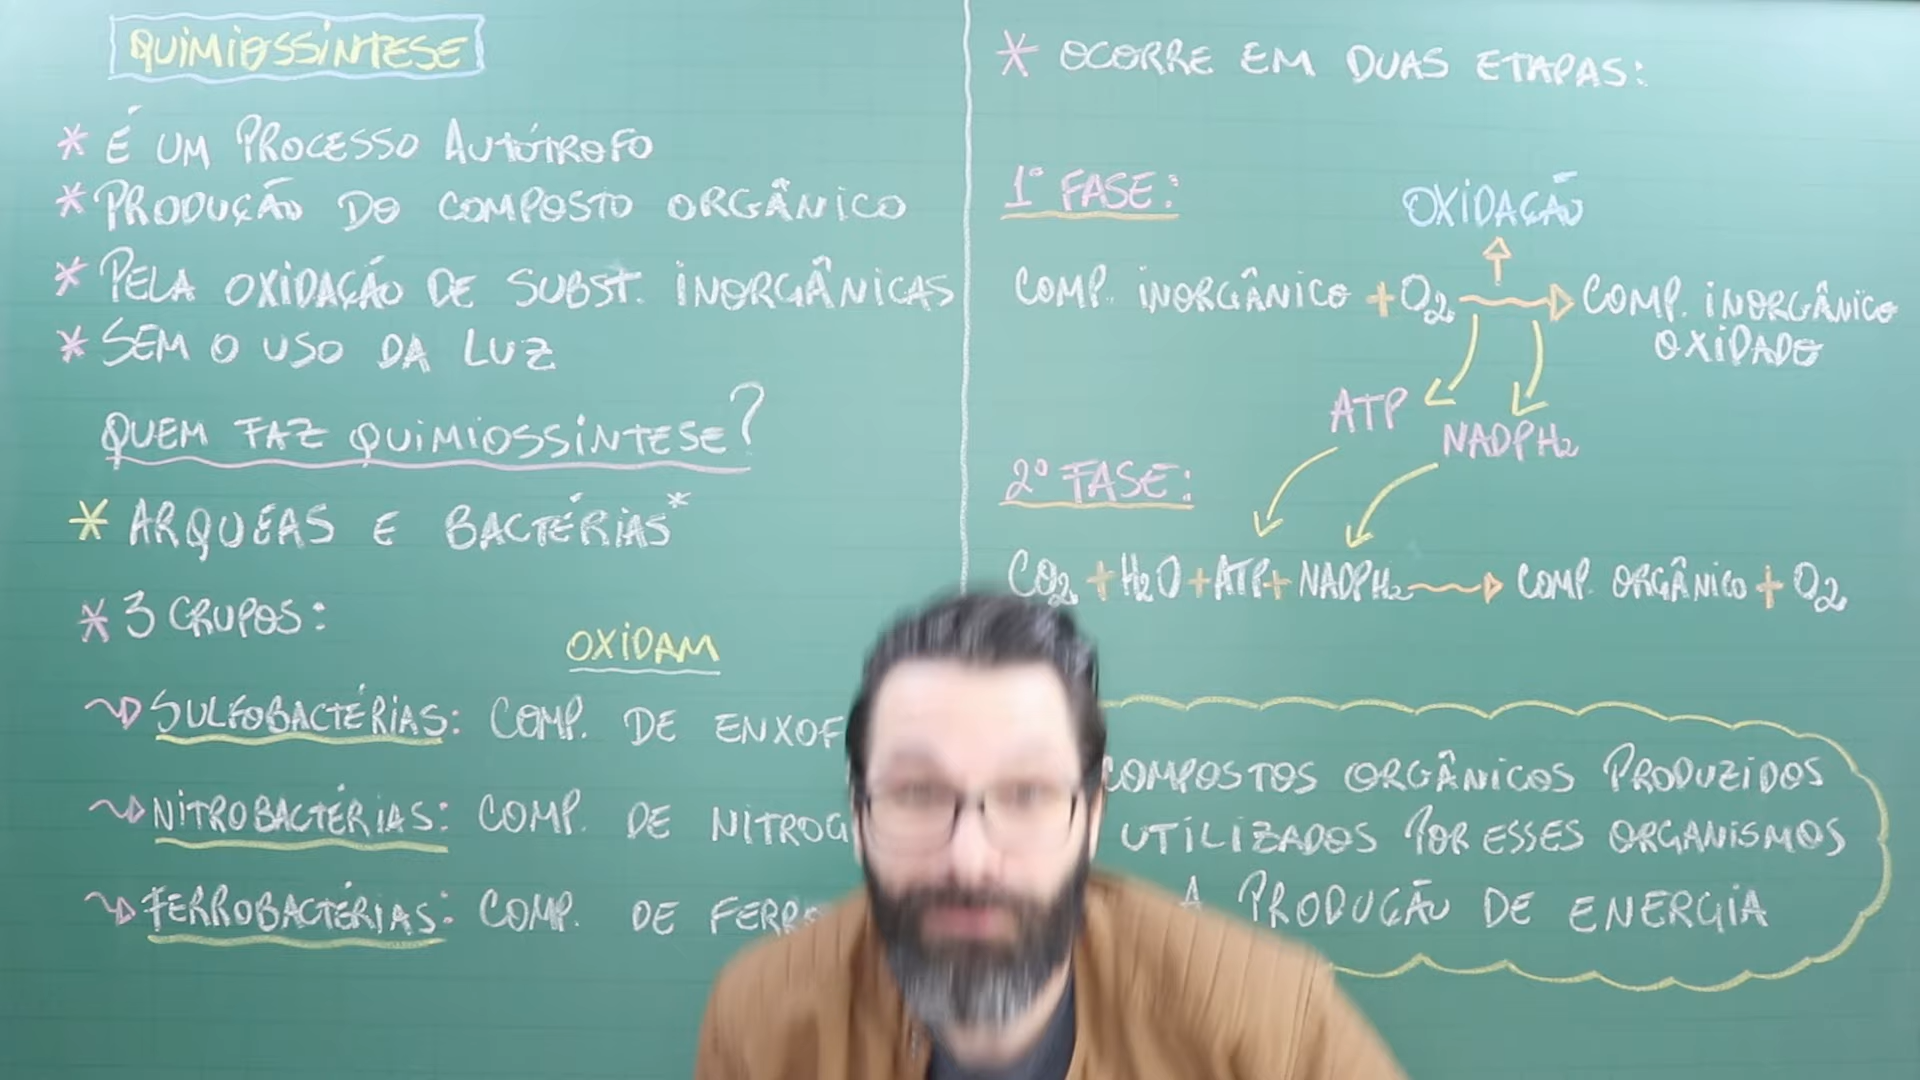 QUIMIOSSÍNTESE
* É UM PROCESSO AUTÓTROFO
* PRODUÇÃO DO COMPOSTO ORGÂNICO
* PELA OXIDAÇÃO DE SUBST. INORGÂNICAS
* SEM O USO DA LUZ
QUEM FAZ QUIMIOSSÍNTESE?
* ARQUEAS E BACTÉRIAS*
* 3 GRUPOS:
OXIDAM
SULFOBACTÉRIAS: COMP. DE ENXOF
NITROBACTÉRIAS: COMP. DE NITROG
FERROBACTÉRIAS: COMP. DE FERR
* OCORRE EM DUAS ETAPAS:
1º FASE:
OXIDAÇÃO
COMP. INORGÂNICO + O2 → COMP. INORGÂNICO
OXIDADO
ATP
NADPH2
2º FASE:
CO2 + H2O + ATP + NADPH2 → COMP. ORGÂNICO + O2
COMPOSTOS ORGÂNICOS PRODUZIDOS
UTILIZADOS POR ESSES ORGANISMOS
A PRODUÇÃO DE ENERGIA